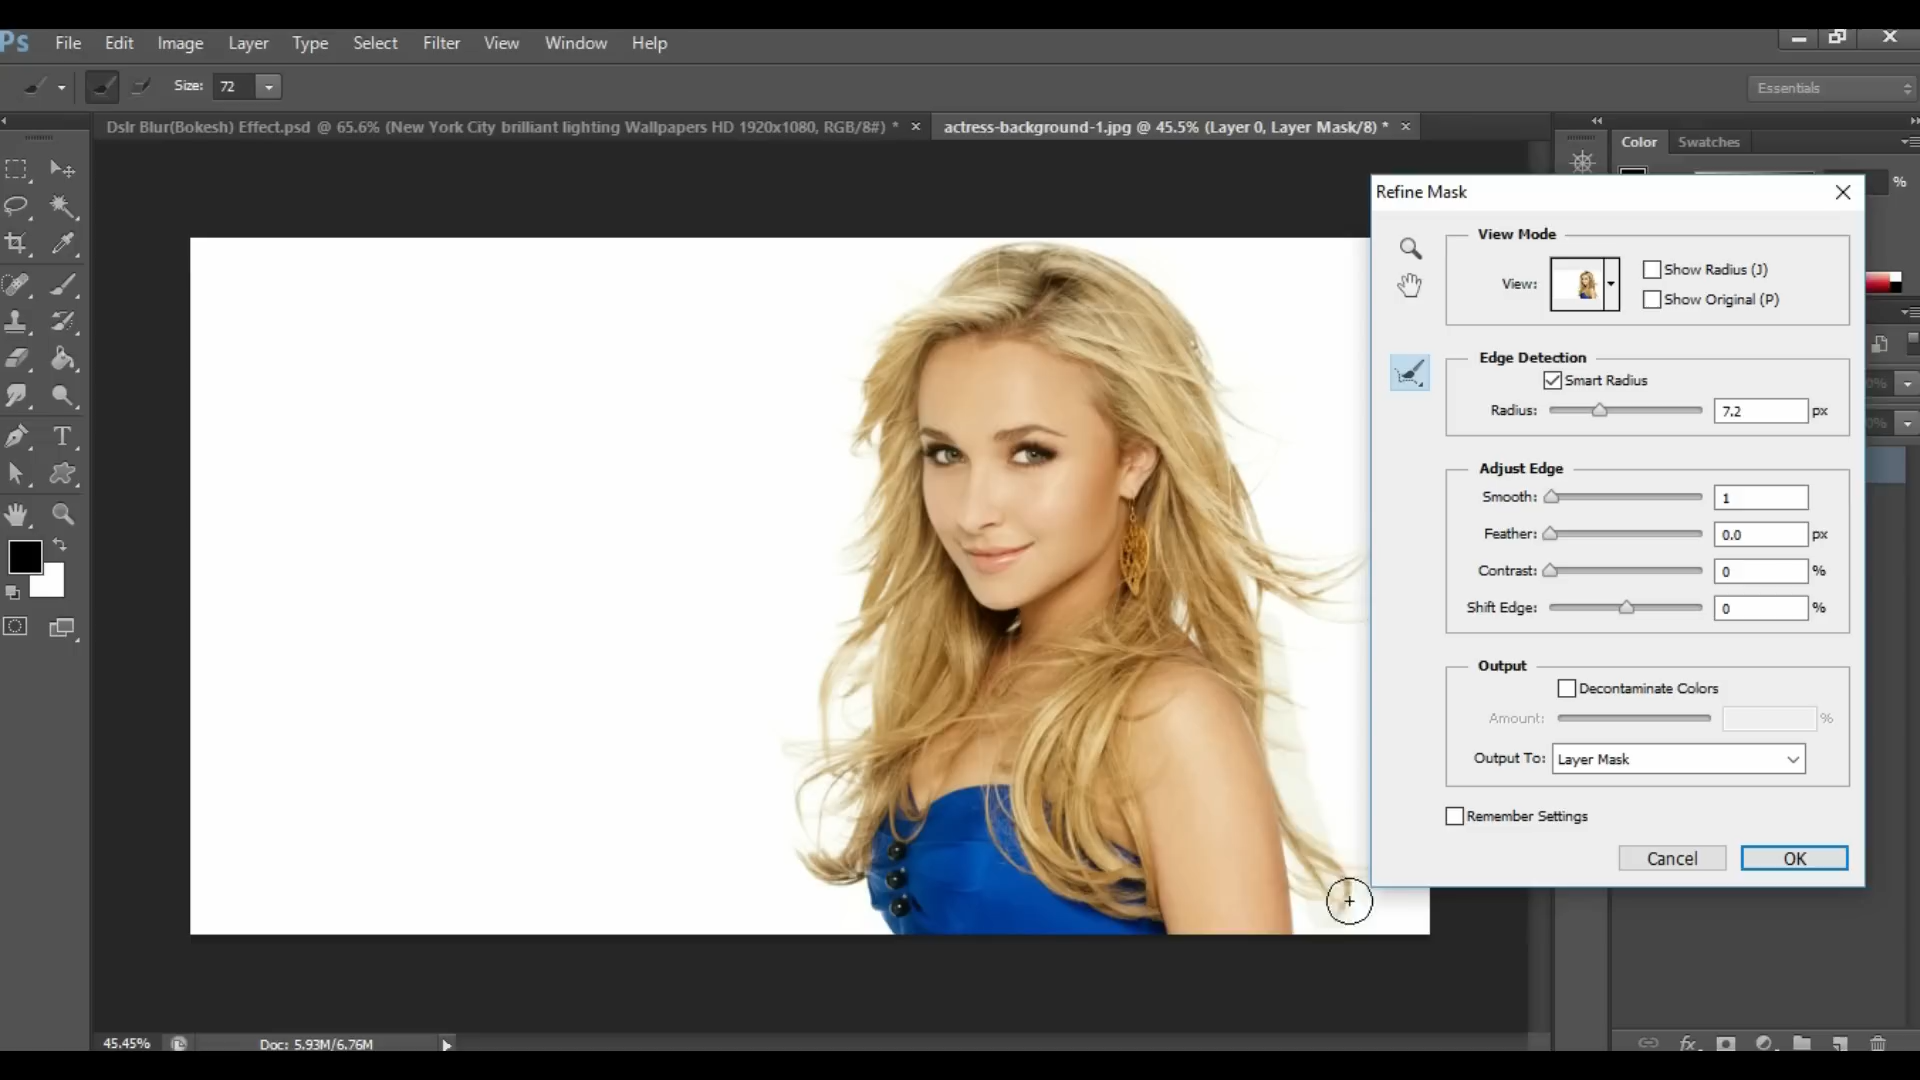 Ps File Edit Image Layer Type Select Filter View Window Help
Size: 72 Essentials
Dslr Blur(Bokesh) Effect.psd @ 65.6% (New York City brilliant lighting Wallpapers HD 1920x1080, RGB/8#) * × actress-background-1.jpg @ 45.5% (Layer 0, Layer Mask/8) * ×
Color Swatches
%
Refine Mask
View Mode
View:
Show Radius (J)
Show Original (P)
Edge Detection
Smart Radius
Radius: 7.2 px
Adjust Edge
Smooth: 1
Feather: 0.0 px
Contrast: 0 %
Shift Edge: 0 %
Output
Decontaminate Colors
Amount: %
Output To: Layer Mask
Remember Settings
Cancel OK
45.45% Doc: 5.93M/6.76M
fx